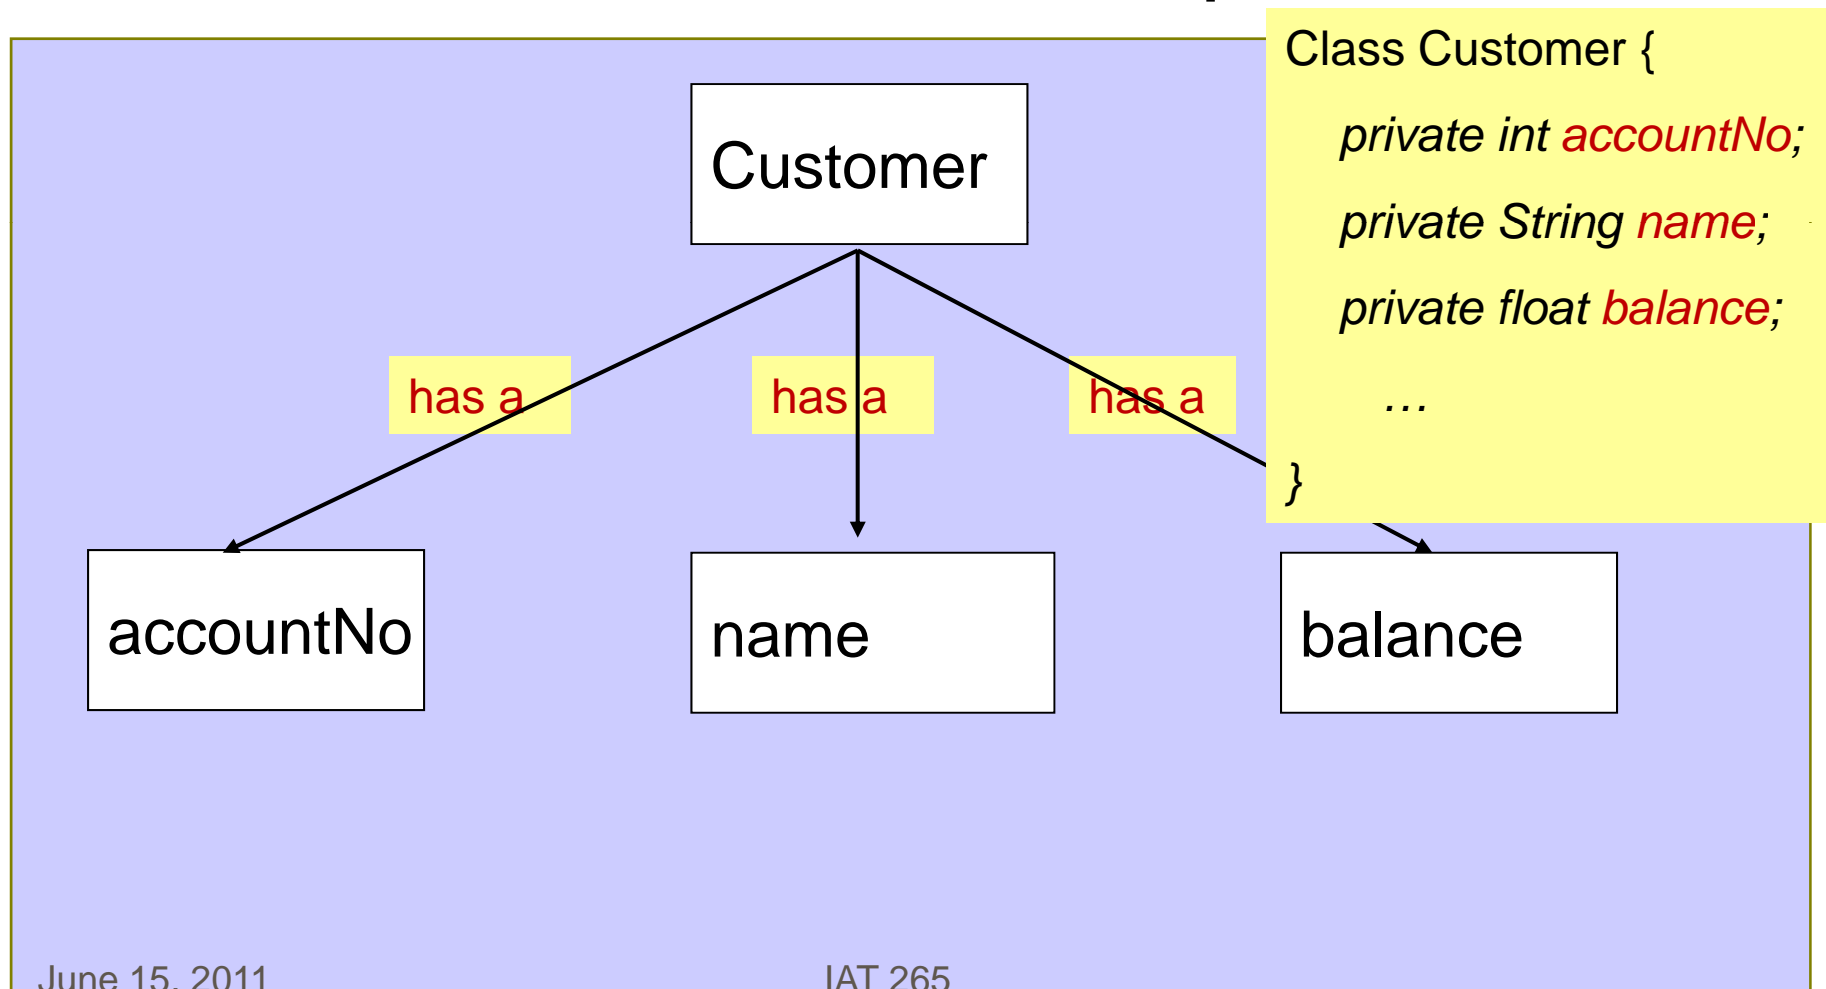 Class Customer {
private int accountNo;
private String name;
private float balance;
…
}
Customer
has a
has a
has a
accountNo
name
balance
June 15, 2011
IAT 265